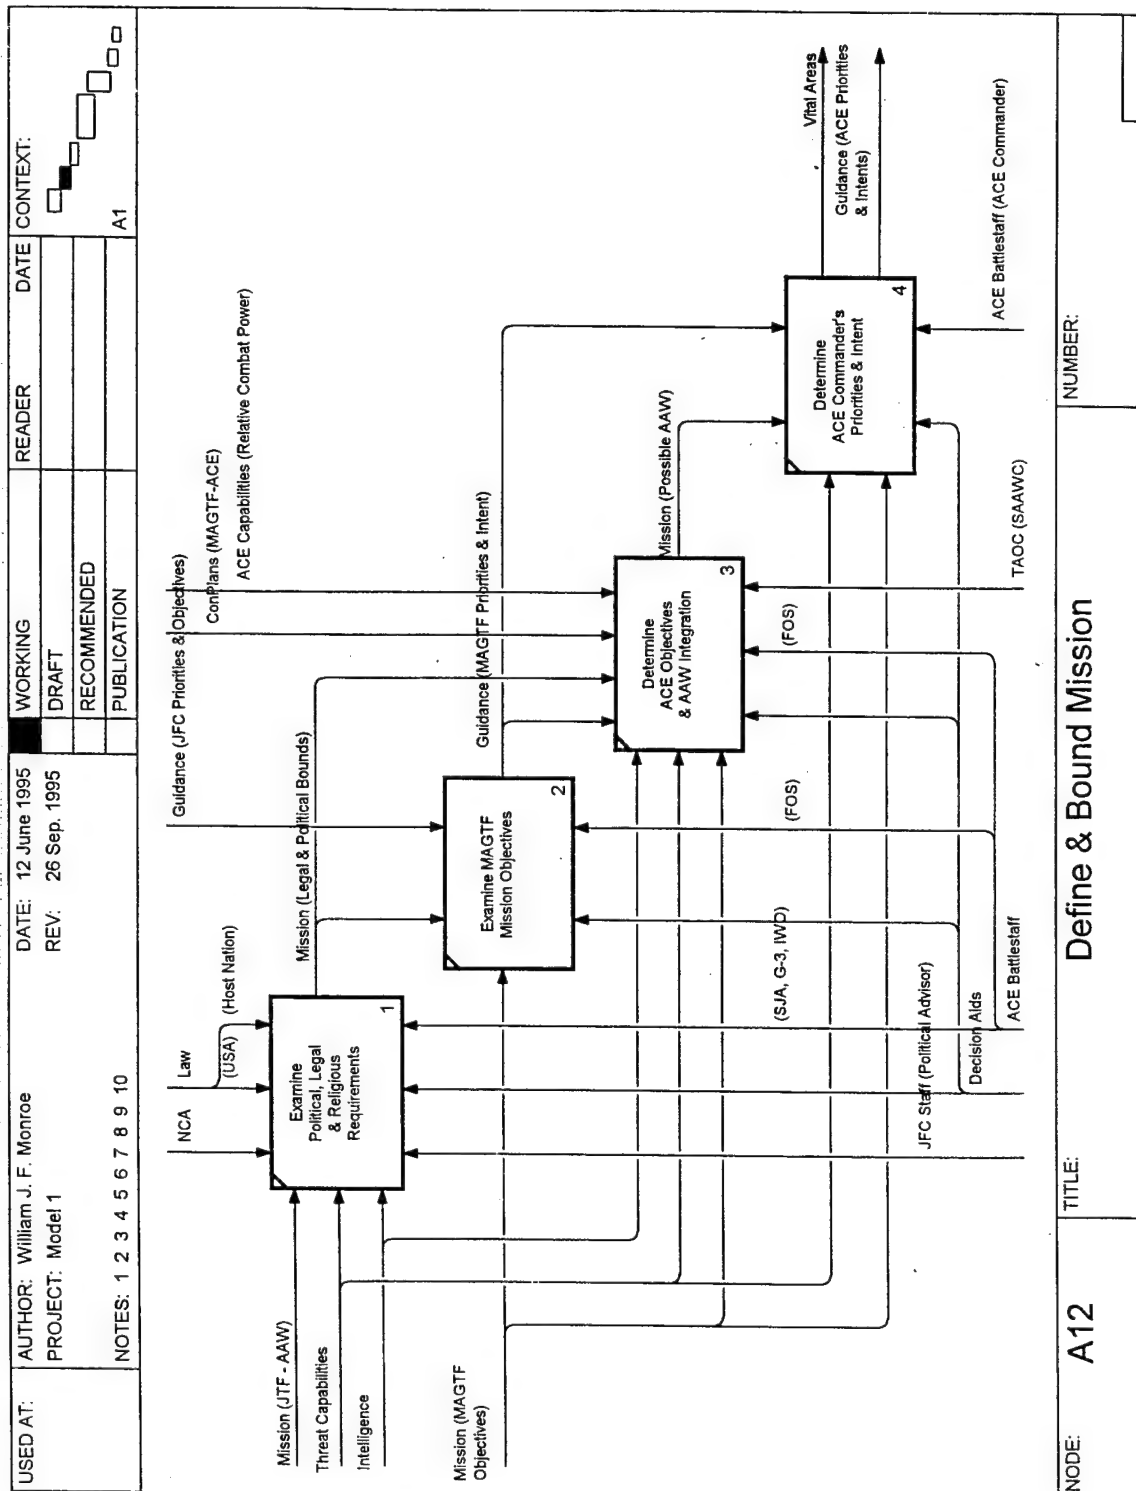 USED AT:
AUTHOR: William J. F. Monroe
PROJECT: Model 1
NOTES: 1 2 3 4 5 6 7 8 9 10
DATE: 12 June 1995
REV: 26 Sep. 1995
WORKING
DRAFT
RECOMMENDED
PUBLICATION
READER
DATE
CONTEXT:
A1
NCA
Law
(USA)
(Host Nation)
Guidance (JFC Priorities & Objectives)
ConPlans (MAGTF-ACE)
ACE Capabilities (Relative Combat Power)
Mission (JTF - AAW)
Threat Capabilities
Intelligence
Mission (MAGTF
Objectives)
Examine
Political, Legal
& Religious
Requirements
1
Mission (Legal & Political Bounds)
Examine MAGTF
Mission Objectives
2
Guidance (MAGTF Priorities & Intent)
Determine
ACE Objectives
& AAW Integration
3
Mission (Possible AAW)
Determine
ACE Commander's
Priorities & Intent
4
Vital Areas
Guidance (ACE Priorities
& Intents)
(SJA, G-3, IWO)
(FOS)
(FOS)
JFC Staff (Political Advisor)
Decision Aids
ACE Battlestaff
TAOC (SAAWC)
ACE Battlestaff (ACE Commander)
NODE:
A12
TITLE:
Define & Bound Mission
NUMBER: